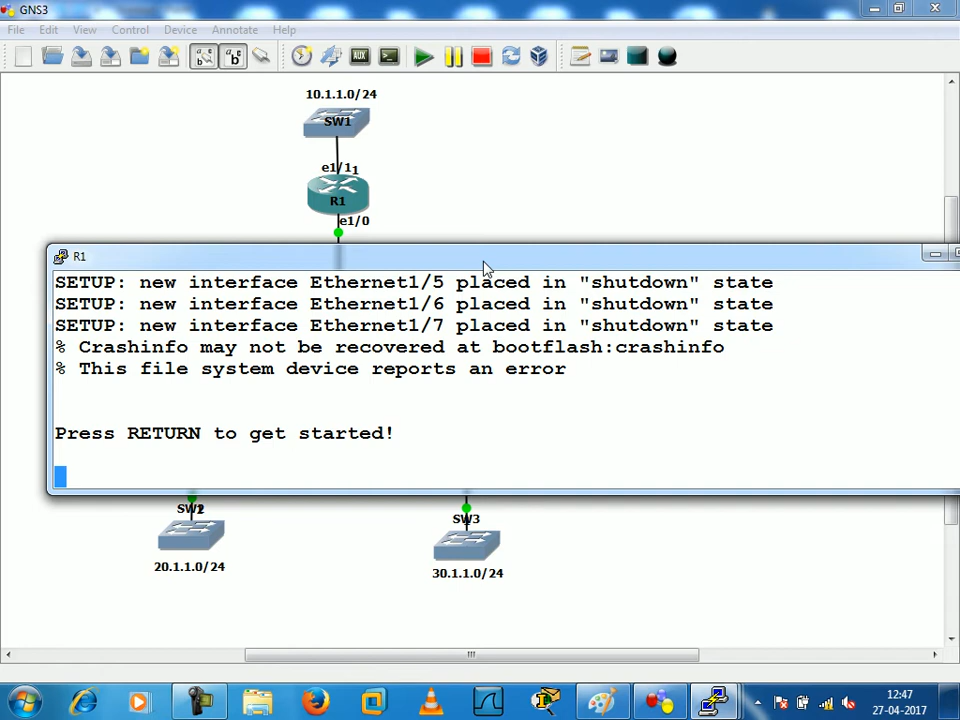 GNS3
File Edit View Control Device Annotate Help
10.1.1.0/24
SW1
e1/1 1
R1
e1/0
R1
SETUP: new interface Ethernet1/5 placed in "shutdown" state
SETUP: new interface Ethernet1/6 placed in "shutdown" state
SETUP: new interface Ethernet1/7 placed in "shutdown" state
% Crashinfo may not be recovered at bootflash:crashinfo
% This file system device reports an error
Press RETURN to get started!
SW2
SW3
20.1.1.0/24
30.1.1.0/24
12:47
27-04-2017